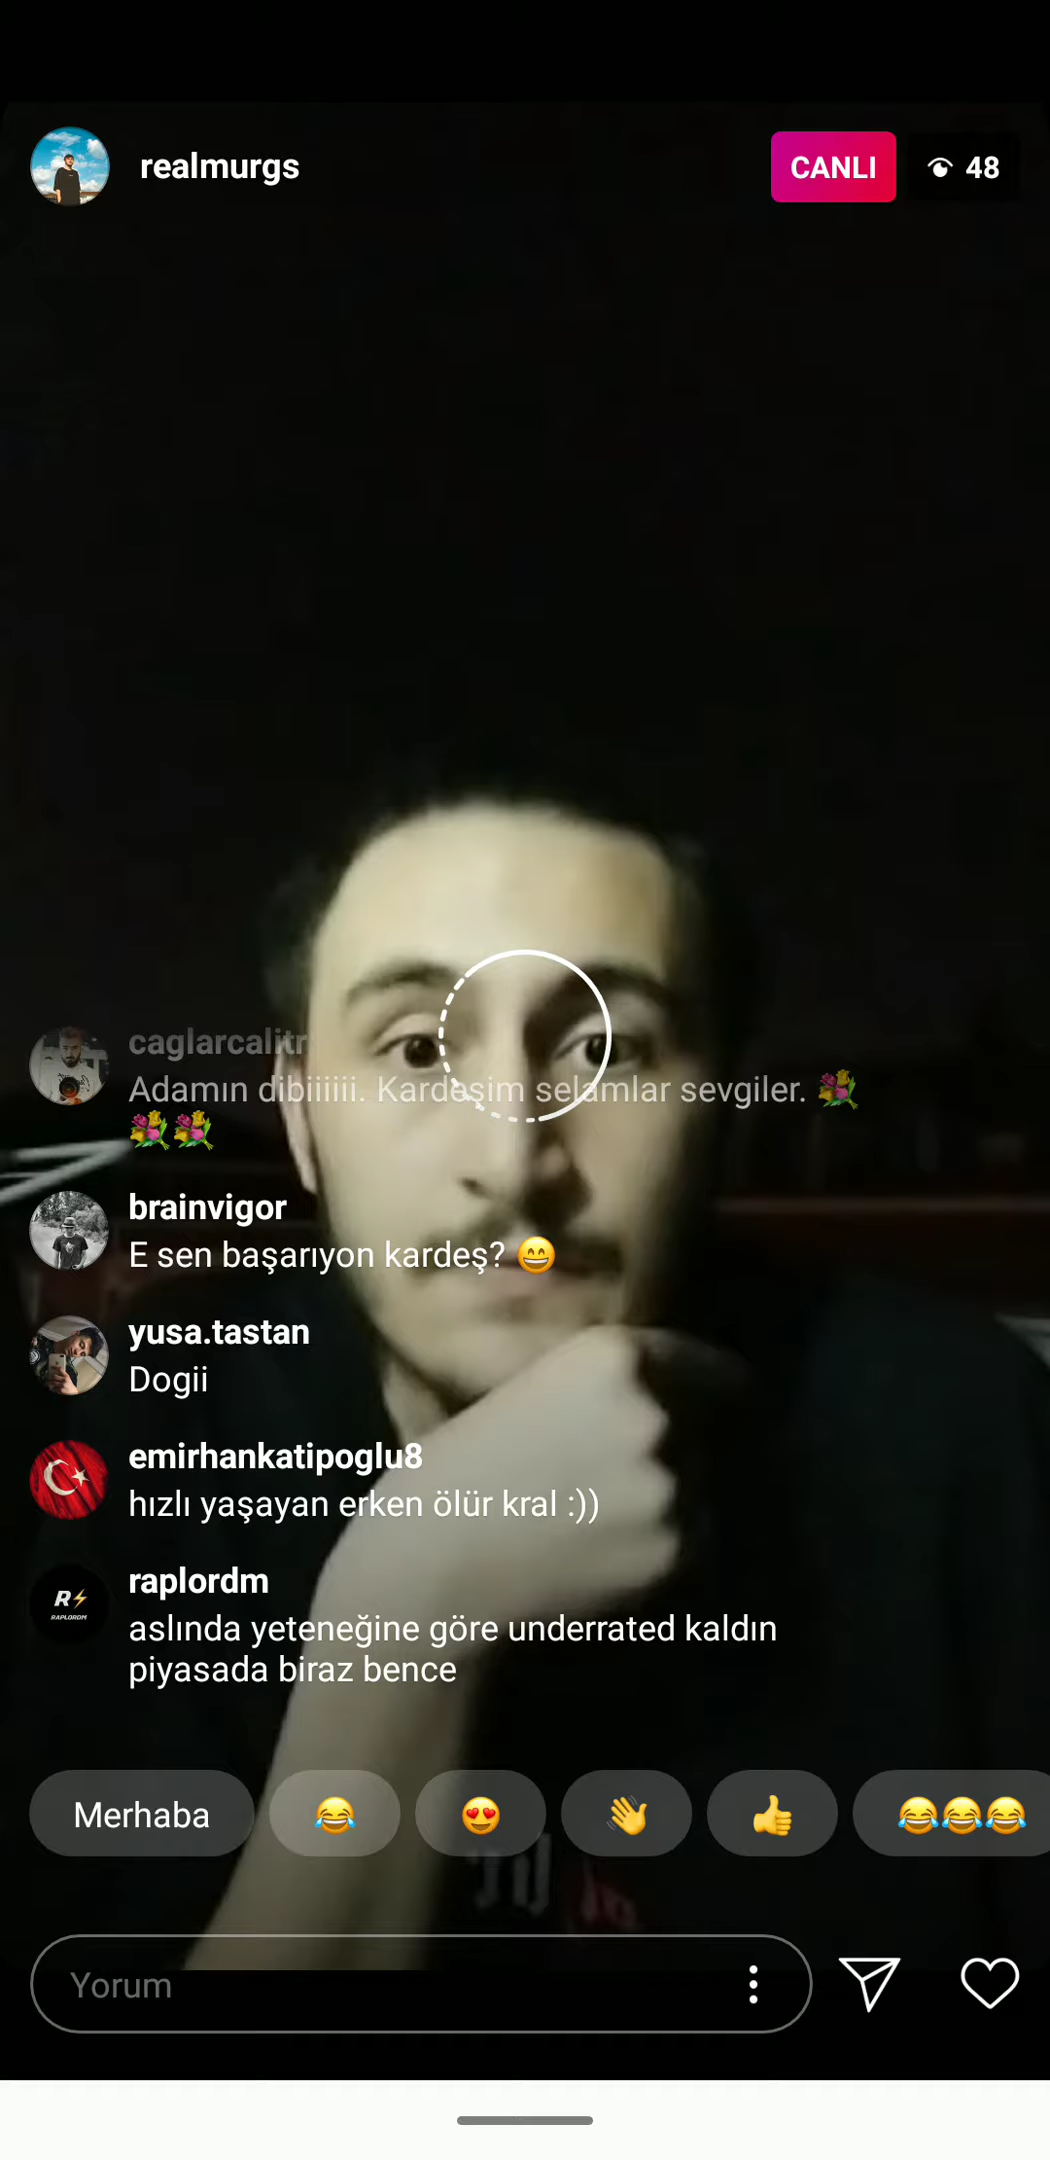 realmurgs
CANLI
48
caglarcalitr
Adamın dibiiiiii. Kardeşim selamlar sevgiler. 💐
💐💐
brainvigor
E sen başarıyon kardeş? 😄
yusa.tastan
Dogii
emirhankatipoglu8
hızlı yaşayan erken ölür kral :))
R⚡
RAPLORDM
raplordm
aslında yeteneğine göre underrated kaldın
piyasada biraz bence
Merhaba 😂 😍 👋 👍 😂😂😂
Yorum